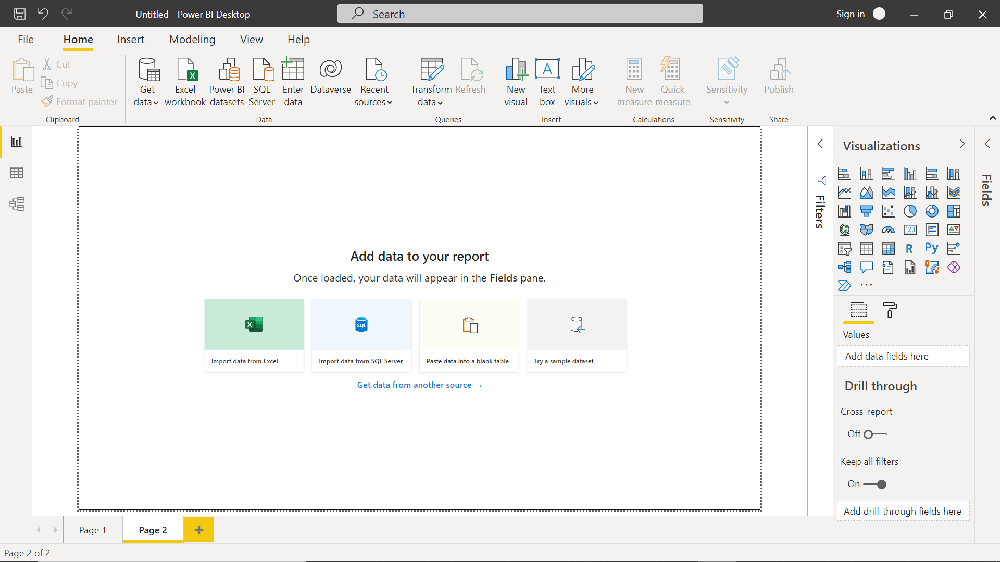 Untitled - Power BI Desktop
Search
Sign in
File
Home
Insert
Modeling
View
Help
Paste
Cut
Copy
Format painter
Clipboard
Get data
Excel workbook
Power BI datasets
SQL Server
Enter data
Dataverse
Recent sources
Data
Transform data
Refresh
Queries
New visual
A
Text box
More visuals
Insert
New measure
Quick measure
Calculations
Sensitivity
Sensitivity
Publish
Share
Add data to your report
Once loaded, your data will appear in the Fields pane.
Import data from Excel
SQL
Import data from SQL Server
Paste data into a blank table
Try a sample dataset
Get data from another source →
Filters
Visualizations
123
R
Py
Values
Add data fields here
Drill through
Cross-report
Off
Keep all filters
On
Add drill-through fields here
Fields
Page 1
Page 2
Page 2 of 2